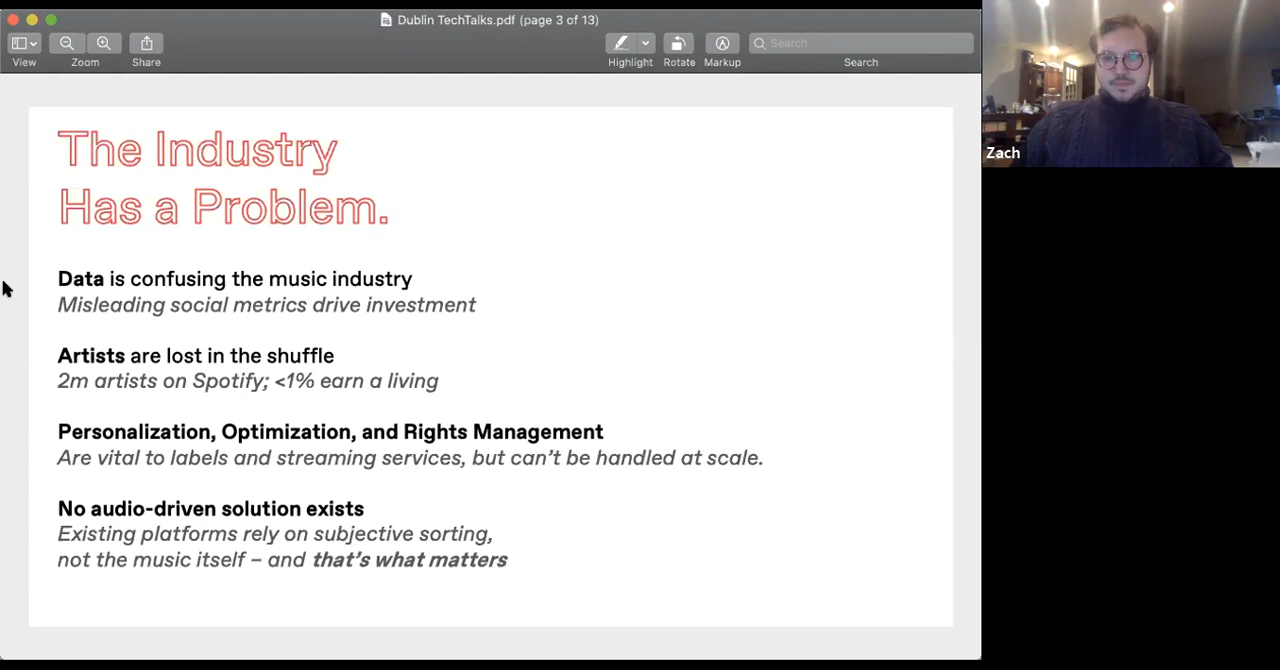 Dublin TechTalks.pdf (page 3 of 13)
View
Zoom
Share
Highlight
Rotate
Markup
Search
Search
Zach
The Industry
Has a Problem.
Data is confusing the music industry
Misleading social metrics drive investment
Artists are lost in the shuffle
2m artists on Spotify; <1% earn a living
Personalization, Optimization, and Rights Management
Are vital to labels and streaming services, but can’t be handled at scale.
No audio-driven solution exists
Existing platforms rely on subjective sorting,
not the music itself – and that’s what matters